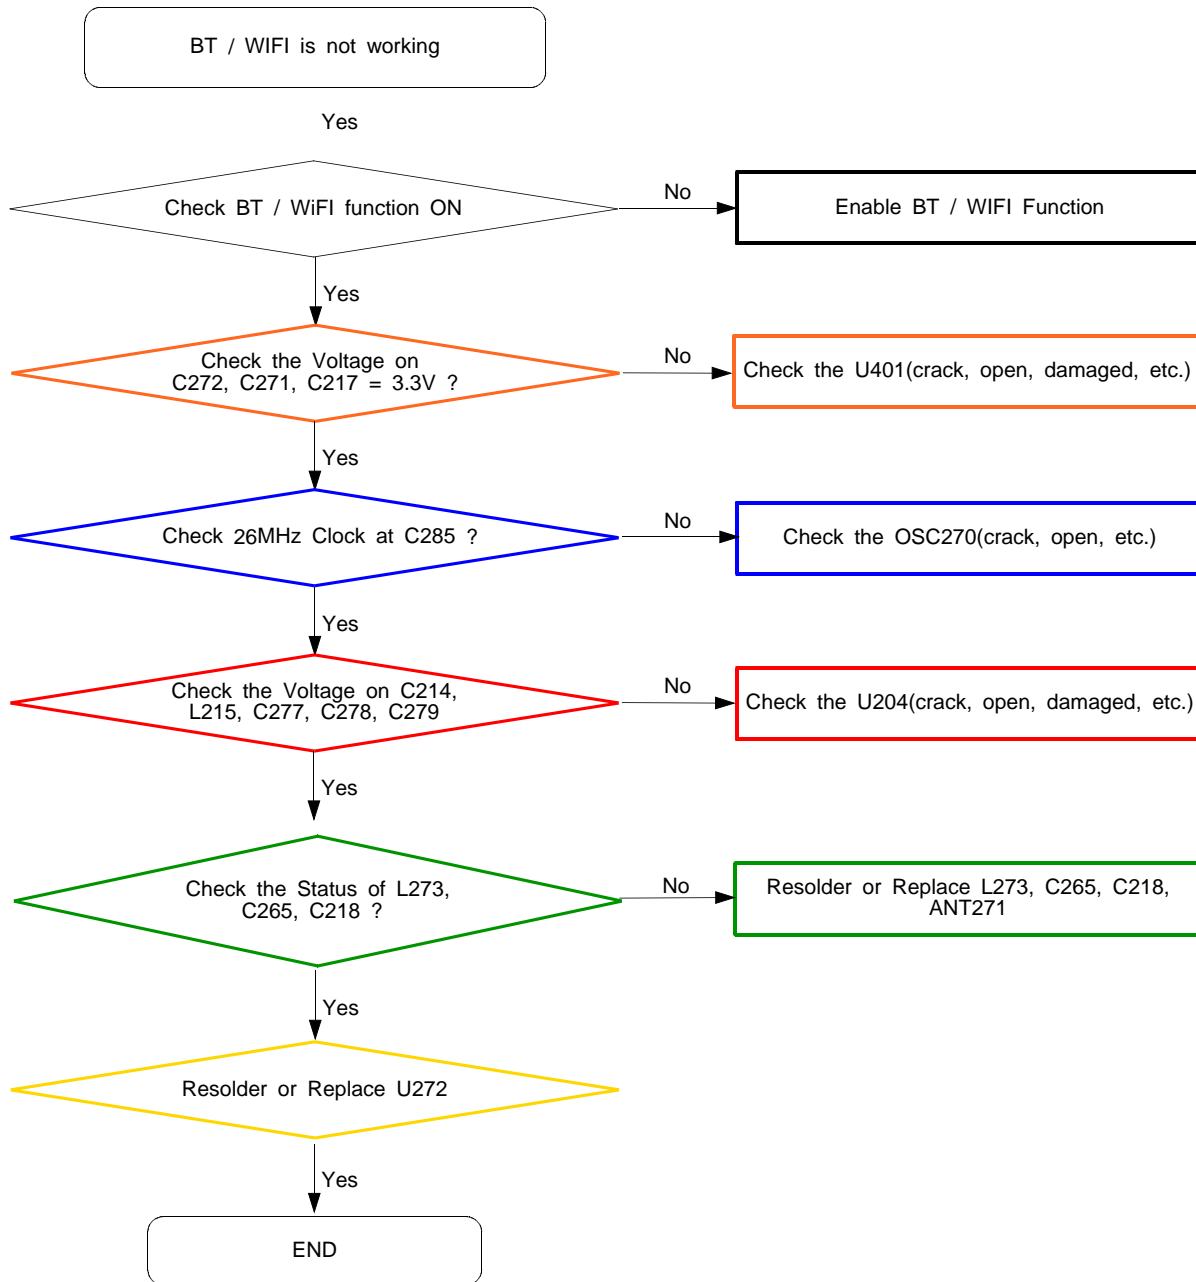 BT / WIFI is not working
Yes
Check BT / WiFI function ON
No
Enable BT / WIFI Function
Yes
Check the Voltage on
C272, C271, C217 = 3.3V ?
No
Check the U401(crack, open, damaged, etc.)
Yes
Check 26MHz Clock at C285 ?
No
Check the OSC270(crack, open, etc.)
Yes
Check the Voltage on C214,
L215, C277, C278, C279
No
Check the U204(crack, open, damaged, etc.)
Yes
Check the Status of L273,
C265, C218 ?
No
Resolder or Replace L273, C265, C218,
ANT271
Yes
Resolder or Replace U272
Yes
END